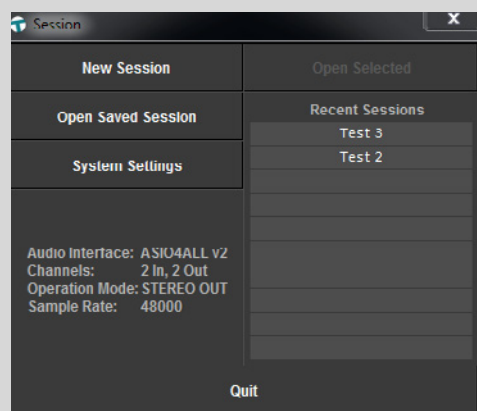 Session
X
New Session
Open Selected
Open Saved Session
Recent Sessions
Test 3
System Settings
Test 2
Audio Interface: ASIO4ALL v2
Channels: 2 In, 2 Out
Operation Mode: STEREO OUT
Sample Rate: 48000
Quit